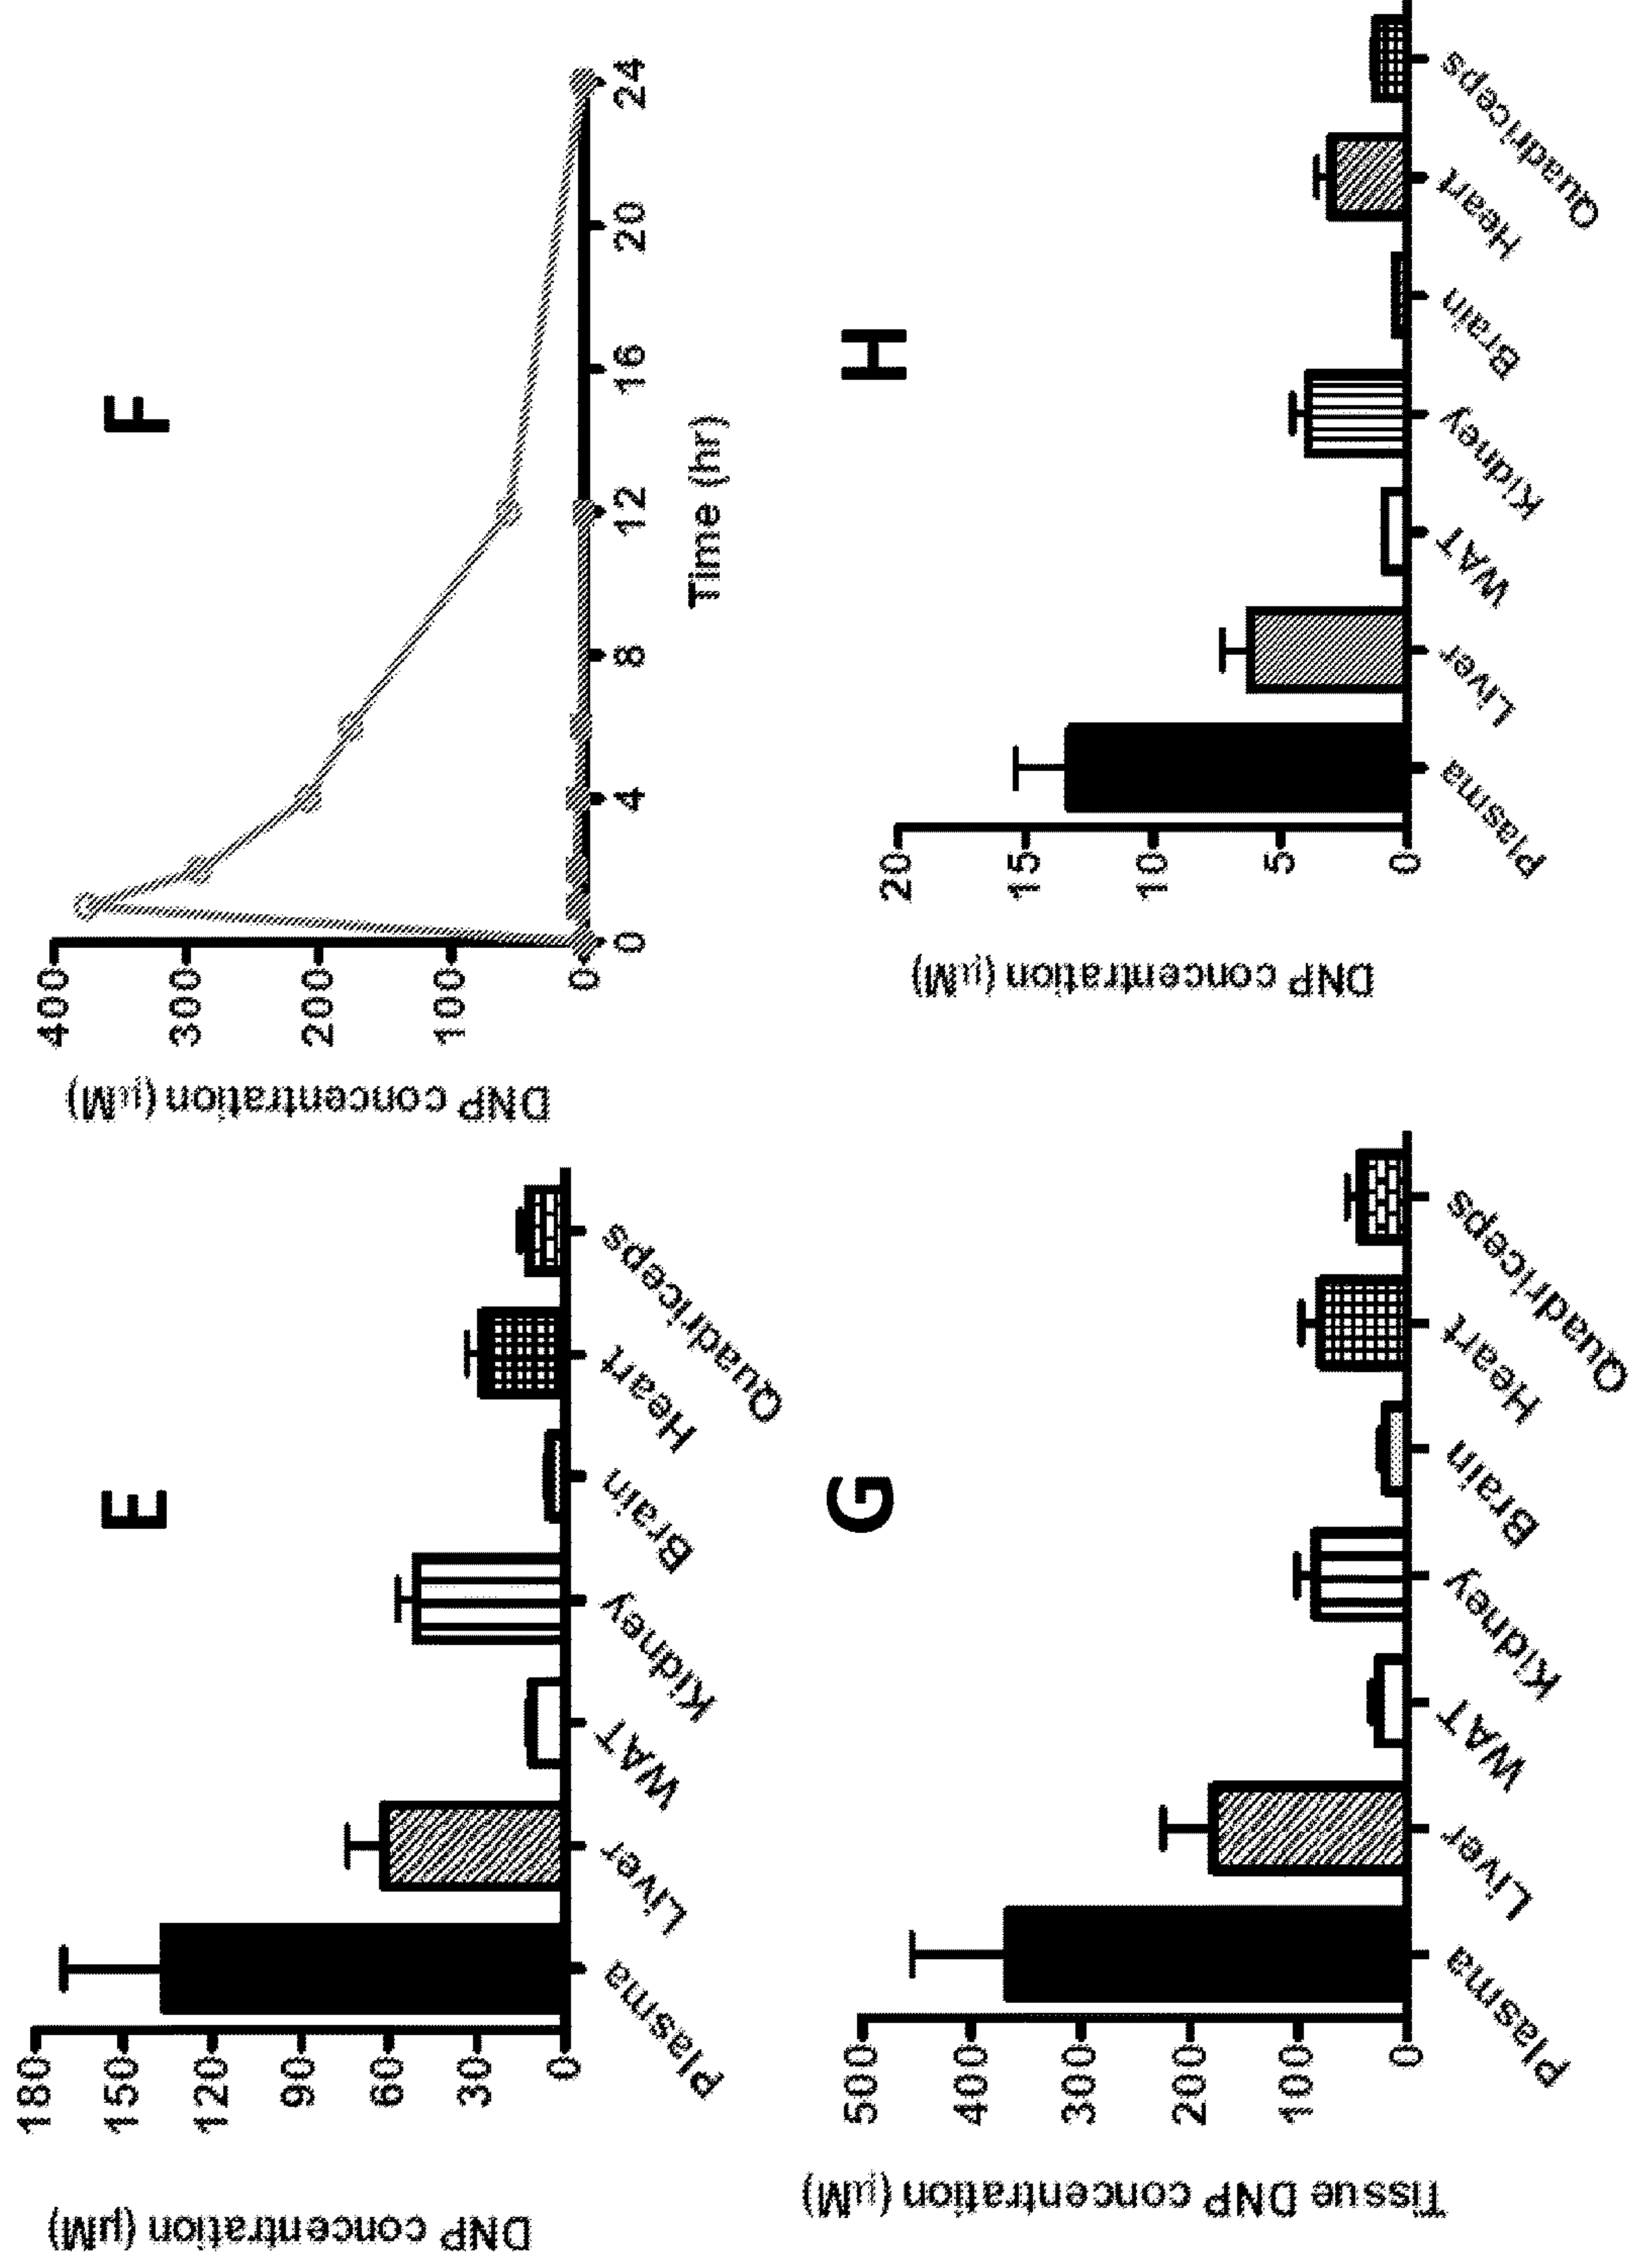 E
DNP concentration (μM)
180
150
120
90
60
30
0
Plasma
Liver
WAT
Kidney
Brain
Heart
Quadriceps
F
DNP concentration (μM)
400
300
200
100
0
0
4
8
12
16
20
24
Time (hr)
G
Tissue DNP concentration (μM)
500
400
300
200
100
0
Plasma
Liver
WAT
Kidney
Brain
Heart
Quadriceps
H
DNP concentration (μM)
20
15
10
5
0
Plasma
Liver
WAT
Kidney
Brain
Heart
Quadriceps